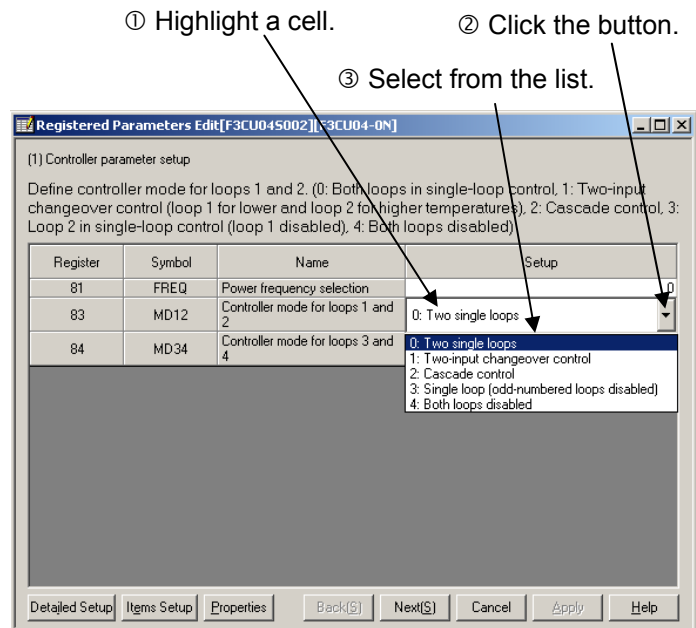 ① Highlight a cell.
② Click the button.
③ Select from the list.
Registered Parameters Edit[F3CU04S002][F3CU04-0N]
(1) Controller parameter setup
Define controller mode for loops 1 and 2. (0: Both loops in single-loop control, 1: Two-input
changeover control (loop 1 for lower and loop 2 for higher temperatures), 2: Cascade control, 3:
Loop 2 in single-loop control (loop 1 disabled), 4: Both loops disabled)
Register Symbol Name Setup
81 FREQ Power frequency selection 0
83 MD12 Controller mode for loops 1 and
2 0: Two single loops
84 MD34 Controller mode for loops 3 and
4
0: Two single loops
1: Two-input changeover control
2: Cascade control
3: Single loop (odd-numbered loops disabled)
4: Both loops disabled
Detailed Setup Items Setup Properties Back(S) Next(S) Cancel Apply Help